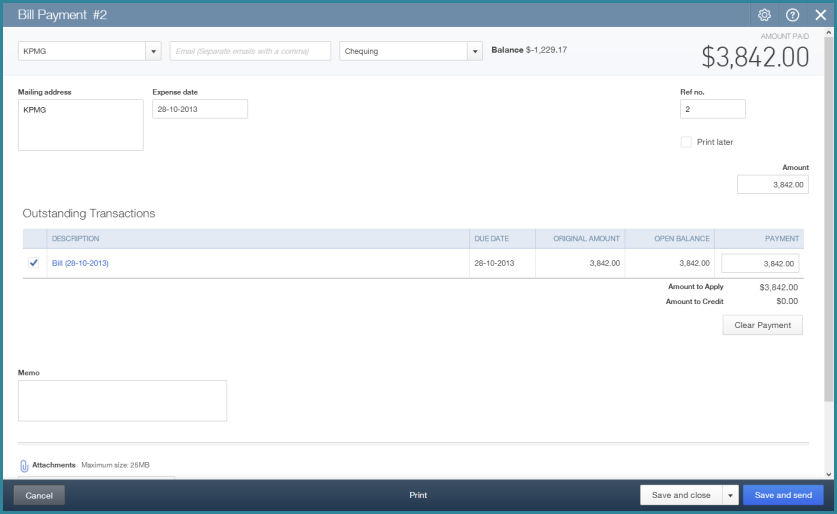 Bill Payment #2
AMOUNT PAID
KPMG
Email (Separate emails with a comma)
Chequing
Balance $-1,229.17
$3,842.00
Mailing address
Expense date
Ref no.
KPMG
28-10-2013
2
Print later
Amount
3,842.00
Outstanding Transactions
DESCRIPTION DUE DATE ORIGINAL AMOUNT OPEN BALANCE PAYMENT
Bill (28-10-2013) 28-10-2013 3,842.00 3,842.00 3,842.00
Amount to Apply $3,842.00
Amount to Credit $0.00
Clear Payment
Memo
Attachments Maximum size: 25MB
Cancel Print Save and close Save and send